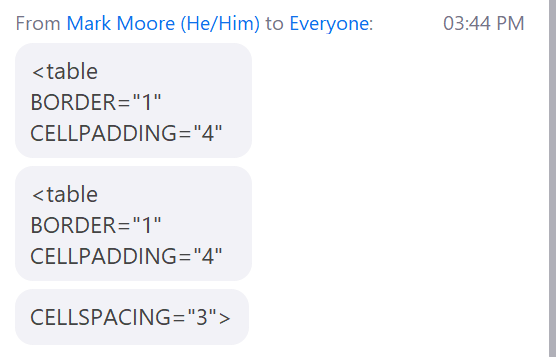 From Mark Moore (He/Him) to Everyone: 03:44 PM
<table
BORDER="1"
CELLPADDING="4"
<table
BORDER="1"
CELLPADDING="4"
CELLSPACING="3">